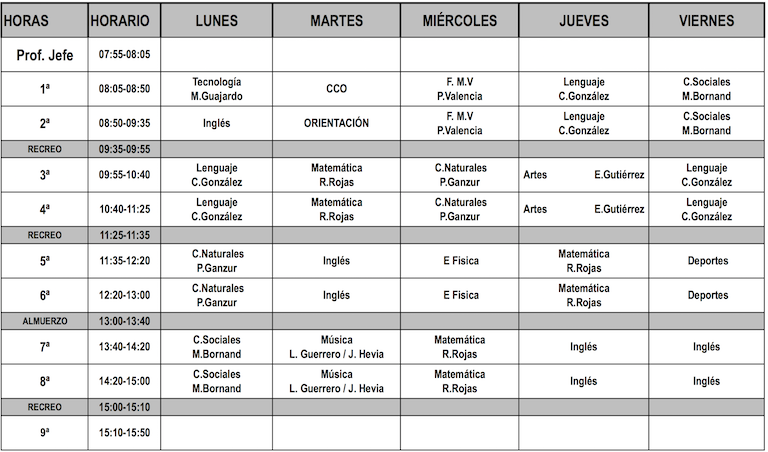 HORAS HORARIO LUNES MARTES MIÉRCOLES JUEVES VIERNES
Prof. Jefe 07:55-08:05
1ª 08:05-08:50 Tecnología M.Guajardo CCO F. M.V P.Valencia Lenguaje C.González C.Sociales M.Bornand
2ª 08:50-09:35 Inglés ORIENTACIÓN F. M.V P.Valencia Lenguaje C.González C.Sociales M.Bornand
RECREO 09:35-09:55
3ª 09:55-10:40 Lenguaje C.González Matemática R.Rojas C.Naturales P.Ganzur Artes E.Gutiérrez Lenguaje C.González
4ª 10:40-11:25 Lenguaje C.González Matemática R.Rojas C.Naturales P.Ganzur Artes E.Gutiérrez Lenguaje C.González
RECREO 11:25-11:35
5ª 11:35-12:20 C.Naturales P.Ganzur Inglés E Fisica Matemática R.Rojas Deportes
6ª 12:20-13:00 C.Naturales P.Ganzur Inglés E Fisica Matemática R.Rojas Deportes
ALMUERZO 13:00-13:40
7ª 13:40-14:20 C.Sociales M.Bornand Música L. Guerrero / J. Hevia Matemática R.Rojas Inglés Inglés
8ª 14:20-15:00 C.Sociales M.Bornand Música L. Guerrero / J. Hevia Matemática R.Rojas Inglés Inglés
RECREO 15:00-15:10
9ª 15:10-15:50